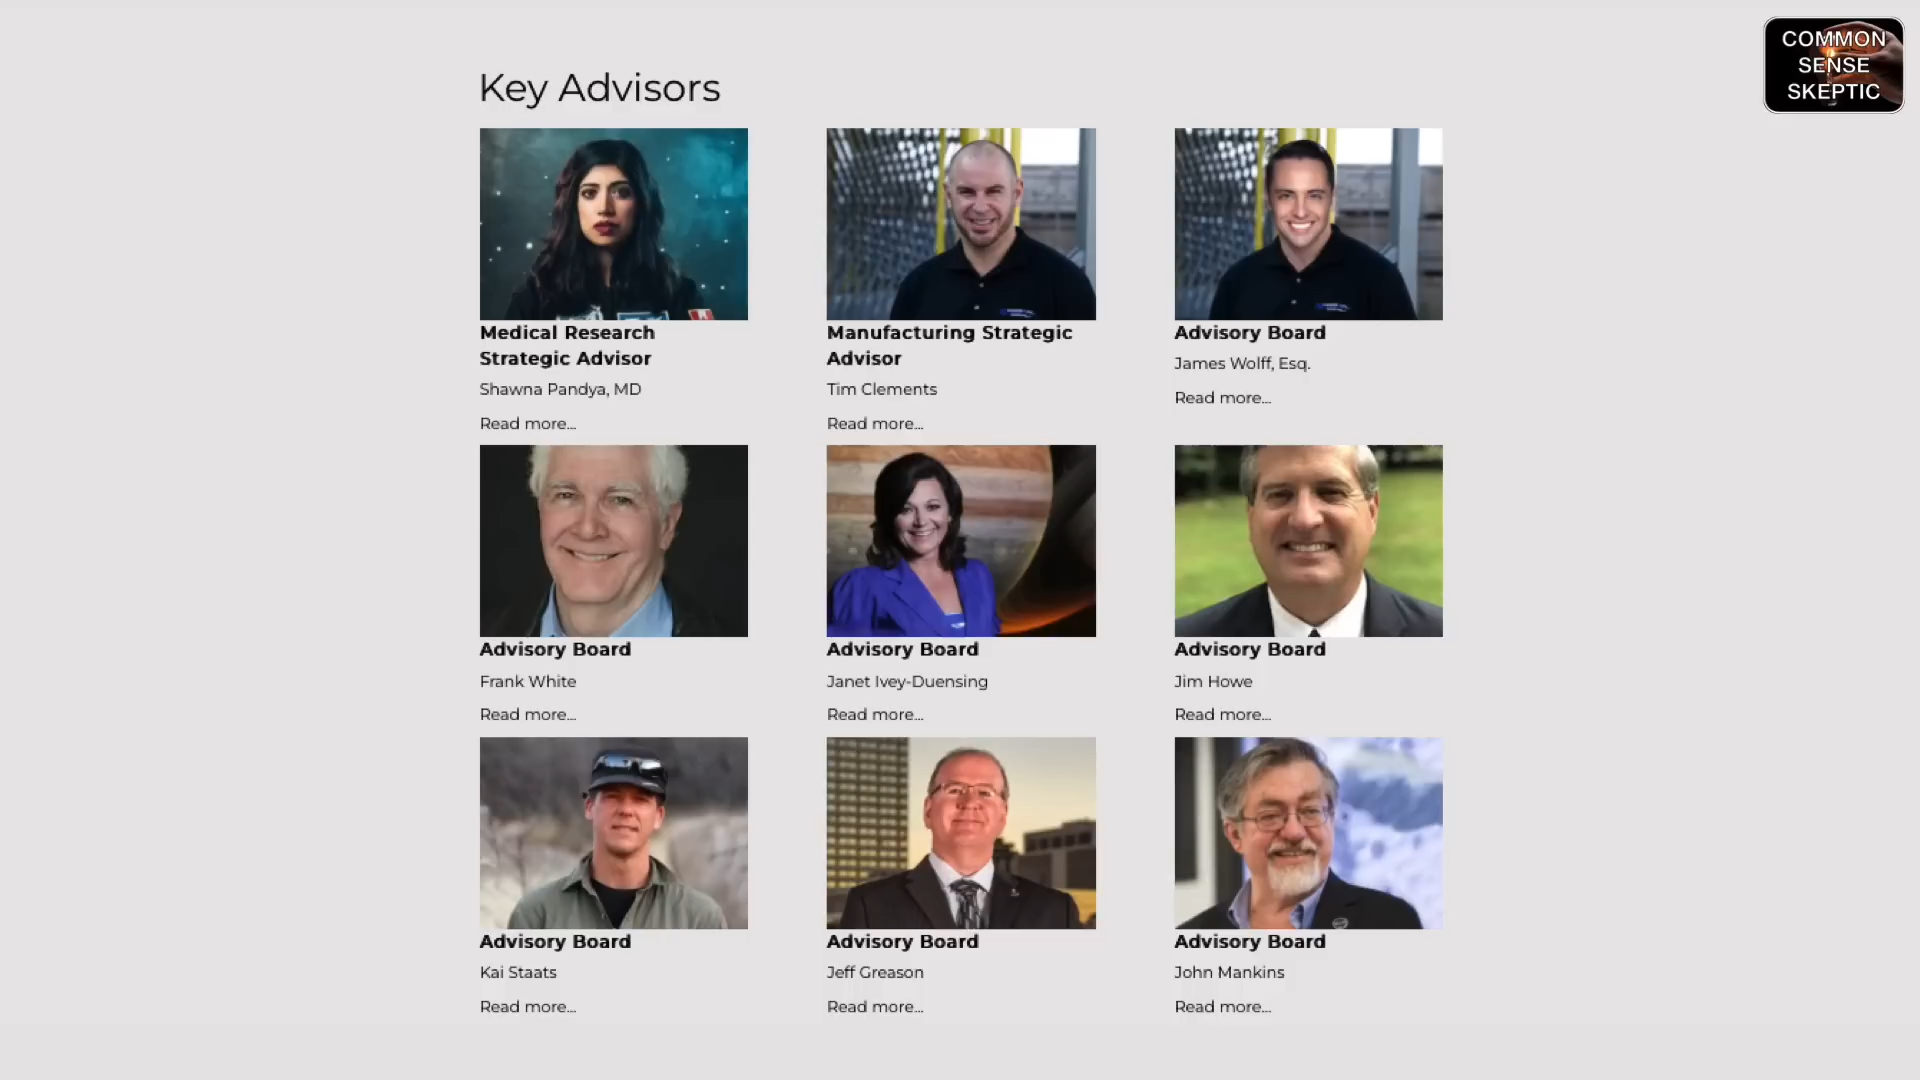 COMMON
SENSE
SKEPTIC
Key Advisors
Medical Research
Strategic Advisor
Shawna Pandya, MD
Read more...
Manufacturing Strategic
Advisor
Tim Clements
Read more...
Advisory Board
James Wolff, Esq.
Read more...
Advisory Board
Frank White
Read more...
Advisory Board
Janet Ivey-Duensing
Read more...
Advisory Board
Jim Howe
Read more...
Advisory Board
Kai Staats
Read more...
Advisory Board
Jeff Greason
Read more...
Advisory Board
John Mankins
Read more...